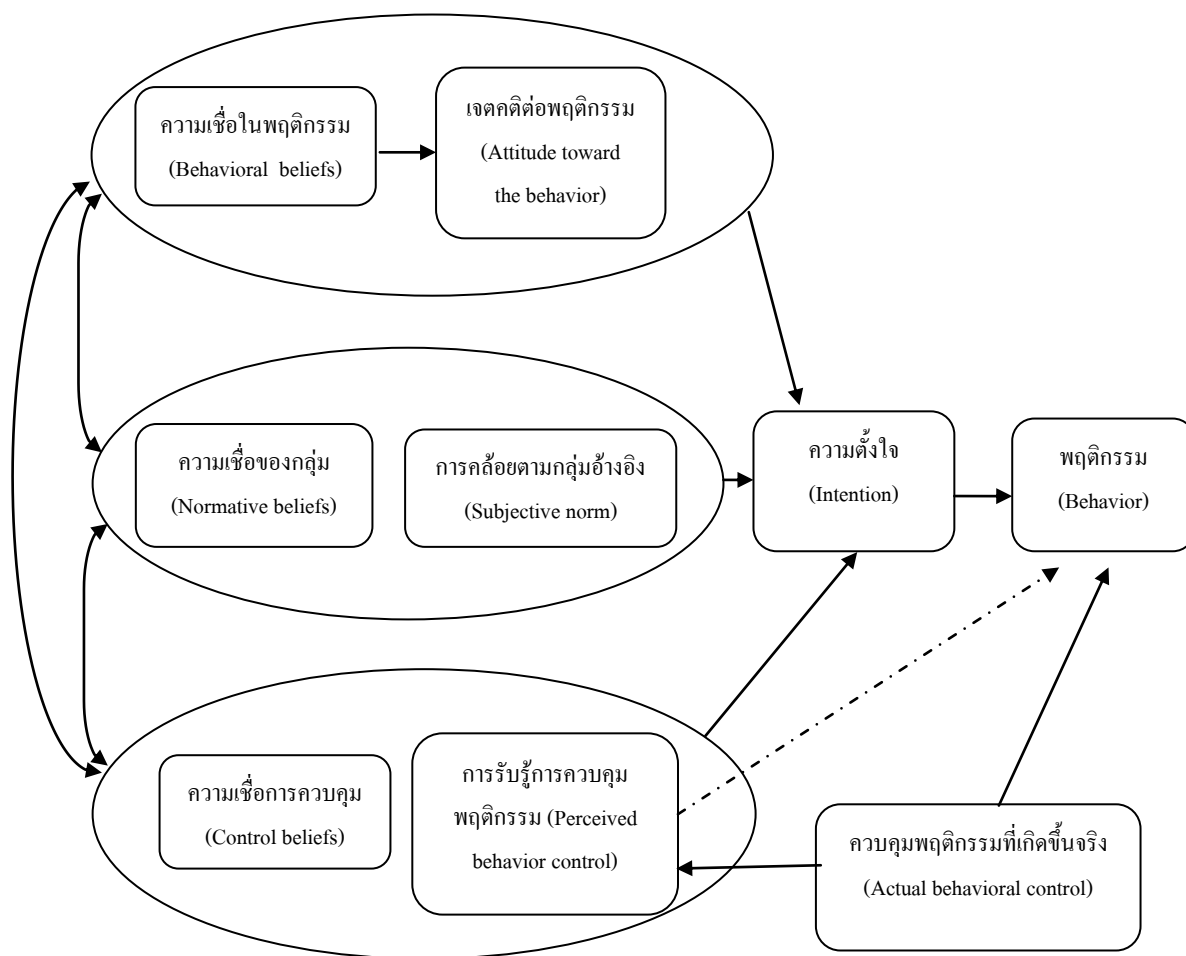 ความเชื่อในพฤติกรรม
(Behavioral beliefs)
เจตคติต่อพฤติกรรม
(Attitude toward
the behavior)
ความเชื่อของกลุ่ม
(Normative beliefs)
การคล้อยตามกลุ่มอ้างอิง
(Subjective norm)
ความตั้งใจ
(Intention)
พฤติกรรม
(Behavior)
ความเชื่อการควบคุม
(Control beliefs)
การรับรู้การควบคุม
พฤติกรรม (Perceived
behavior control)
ควบคุมพฤติกรรมที่เกิดขึ้นจริง
(Actual behavioral control)